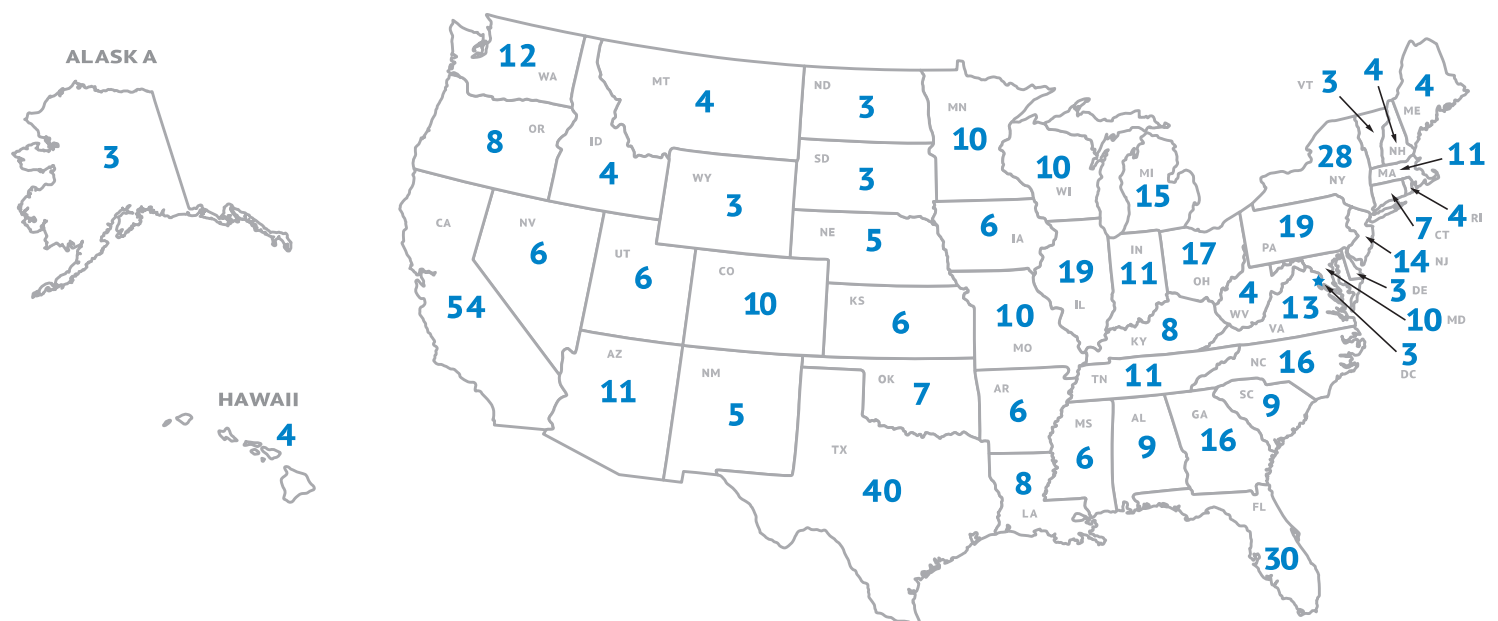 ALASKA
3
HAWAII
4
12
WA
8
OR
CA
54
NV
6
ID
4
MT
4
WY
3
UT
6
AZ
11
CO
10
NM
5
ND
3
SD
3
NE
5
KS
6
OK
7
TX
40
MN
10
6
IA
10
MO
AR
6
8
LA
10
WI
19
IL
MI
15
IN
11
17
OH
8
KY
TN
11
MS
6
AL
9
GA
16
FL
30
SC
9
NC
16
13
VA
4
WV
19
PA
28
NY
VT
3
4
NH
4
ME
MA
11
4
RI
7
CT
14
NJ
3
DE
10
MD
3
DC